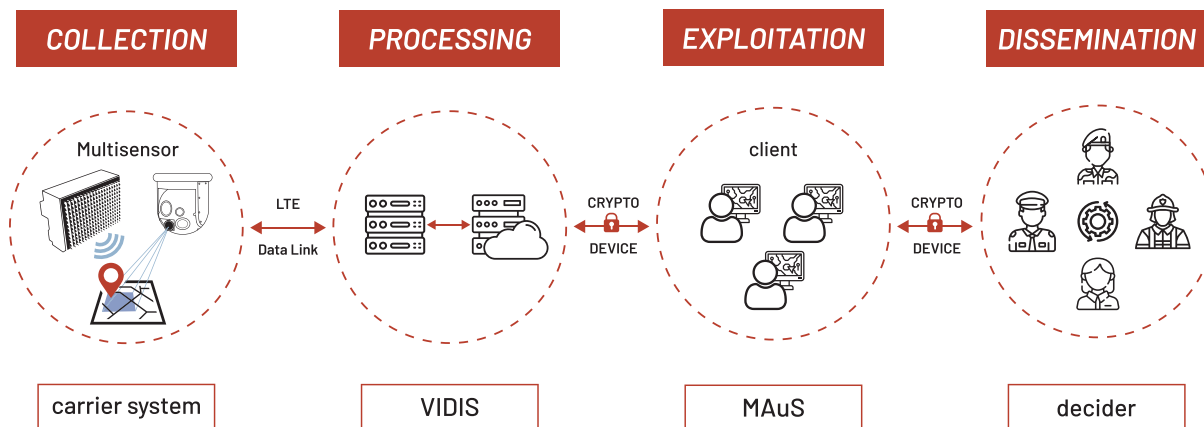 COLLECTION
PROCESSING
EXPLOITATION
DISSEMINATION
Multisensor
client
LTE
Data Link
CRYPTO
DEVICE
CRYPTO
DEVICE
carrier system
VIDIS
MAuS
decider